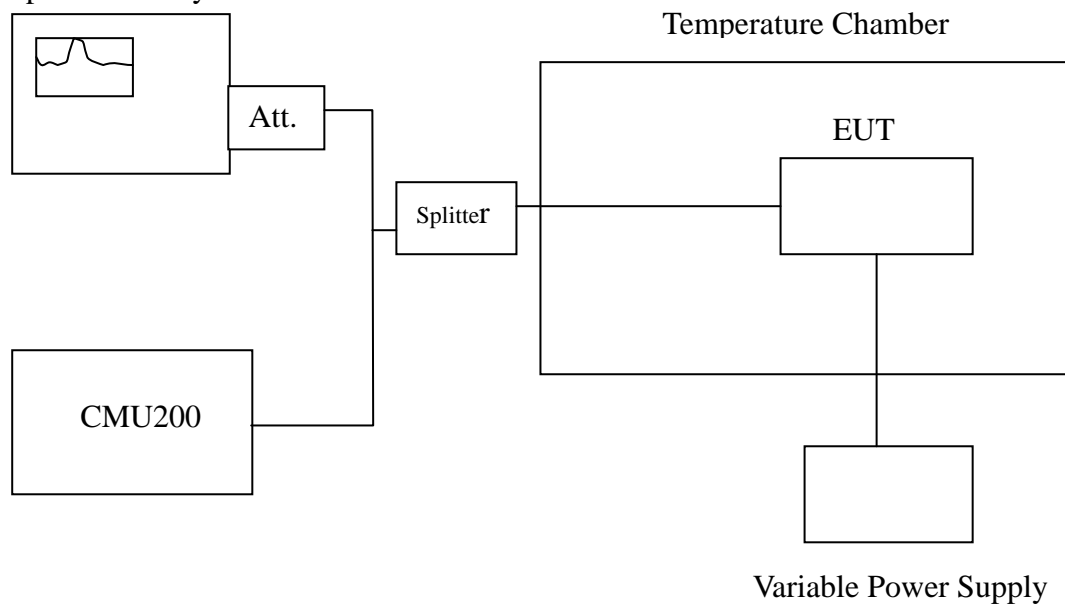 Temperature Chamber
Att.
EUT
Splitter
CMU200
Variable Power Supply